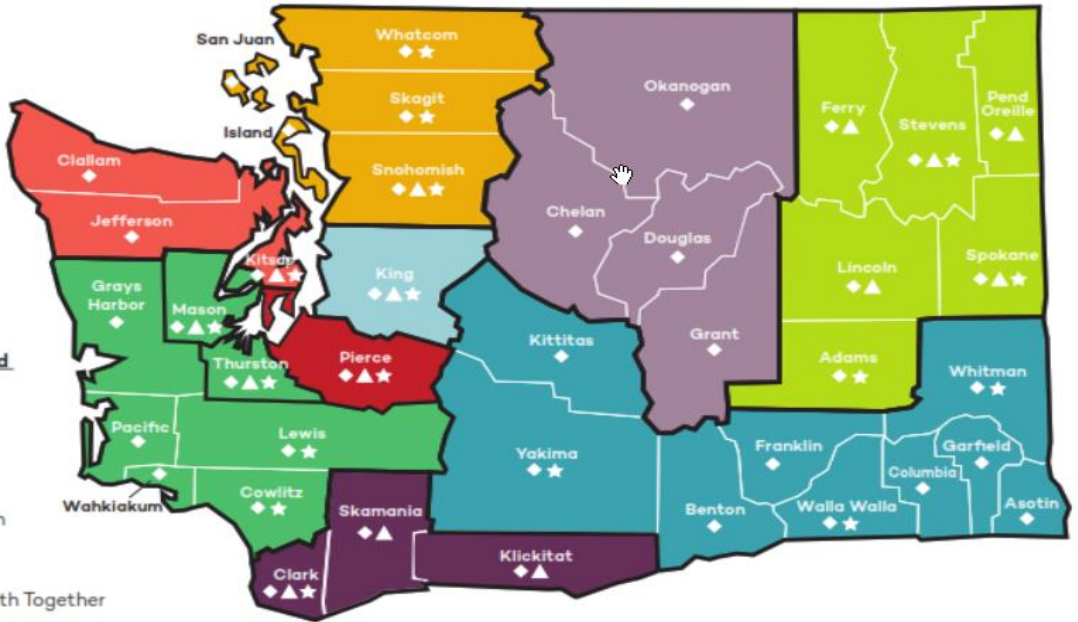 San Juan
Whatcom
Skagit
Island
Snohomish
Okanogan
Ferry
Stevens
Pend
Oreille
Clallam
Jefferson
Kitsap
King
Chelan
Douglas
Lincoln
Spokane
Grays
Harbor
Mason
Thurston
Pierce
Kittitas
Grant
Adams
Whitman
Pacific
Lewis
Yakima
Franklin
Garfield
Columbia
Wahkiakum
Cowlitz
Skamania
Benton
Walla Walla
Asotin
Clark
Klickitat
th Together